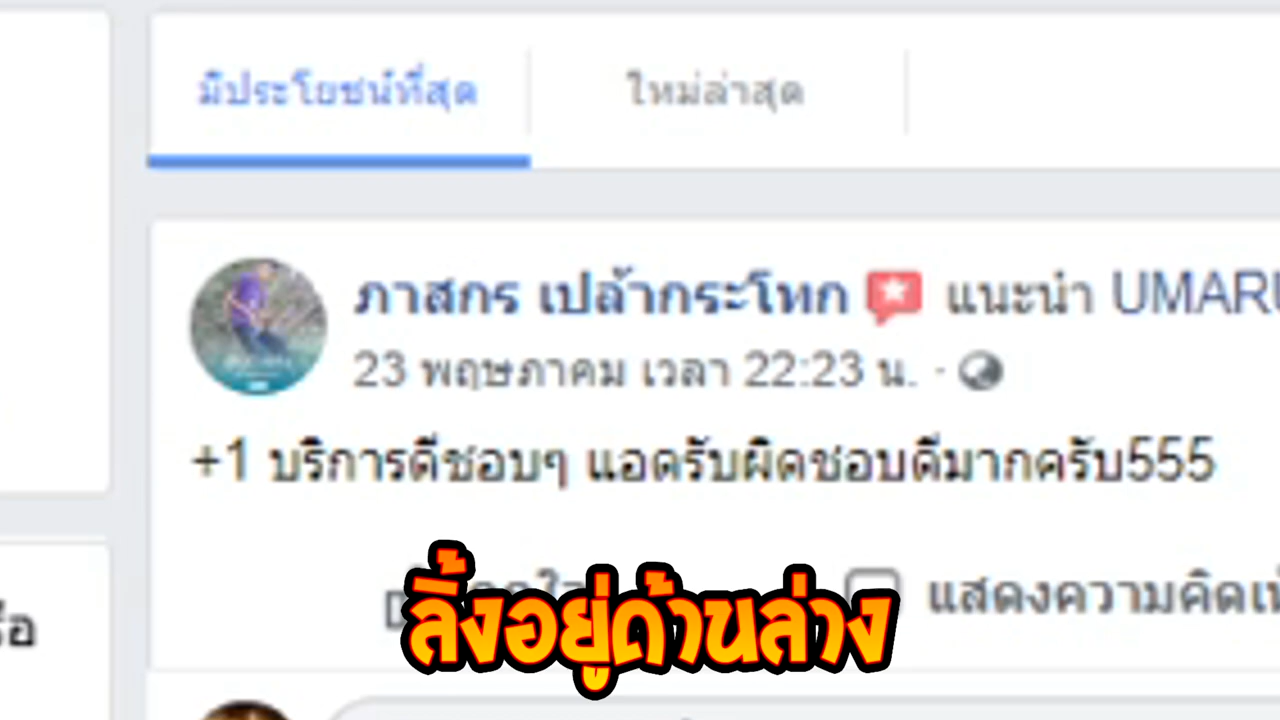 มีประโยชน์ที่สุด
ใหม่ล่าสุด
ภาสกร เปล้ากระโทก แนะนำ UMAR
23 พฤษภาคม เวลา 22:23 น. ·
+1 บริการดีชอบๆ แอดรับผิดชอบดีมากครับ555
แสดงความคิดเ
ลิ้งอยู่ด้านล่าง